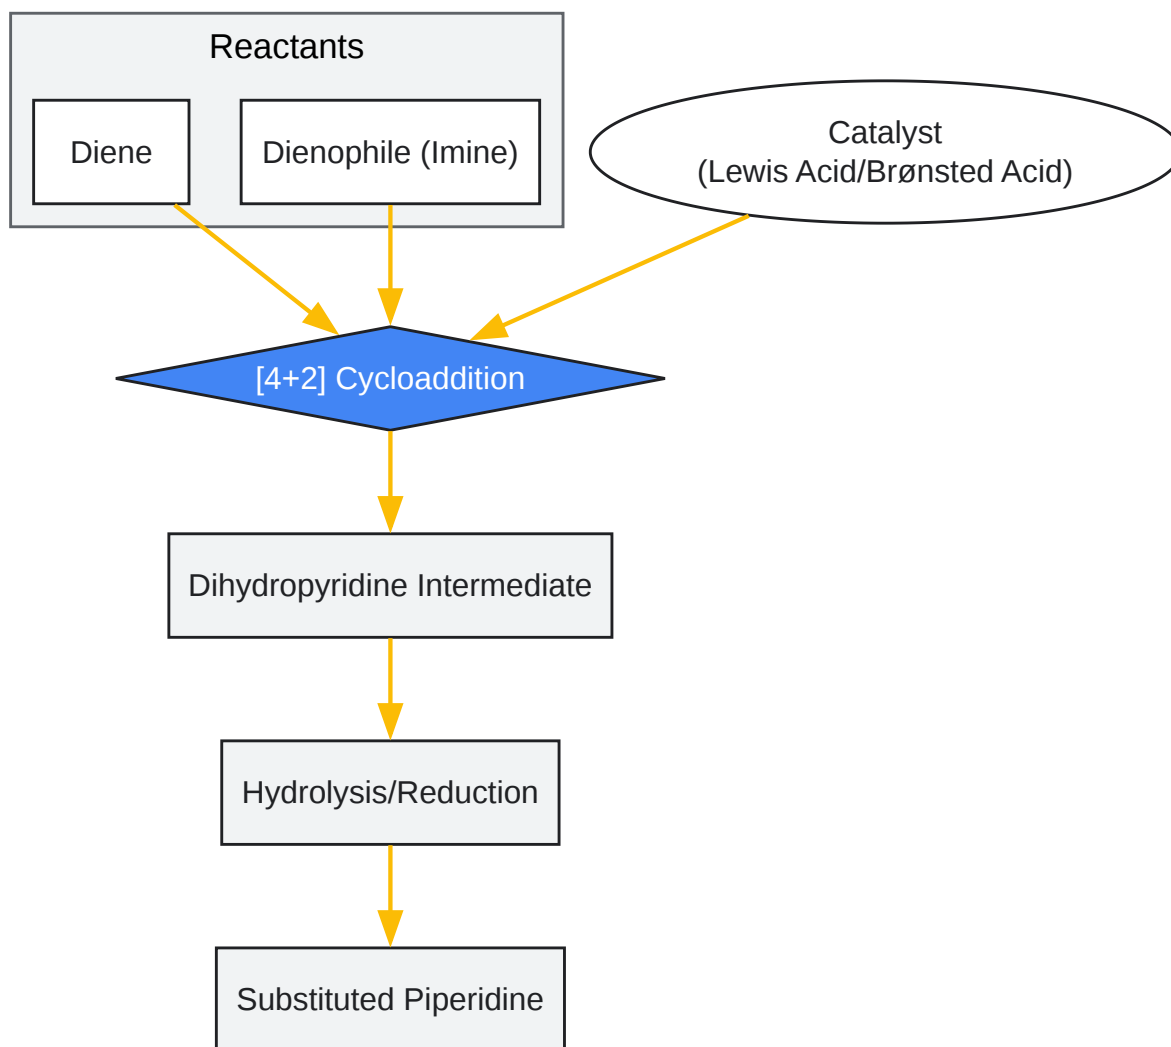 Reactants
Diene
Dienophile (Imine)
Catalyst
(Lewis Acid/Brønsted Acid)
[4+2] Cycloaddition
Dihydropyridine Intermediate
Hydrolysis/Reduction
Substituted Piperidine